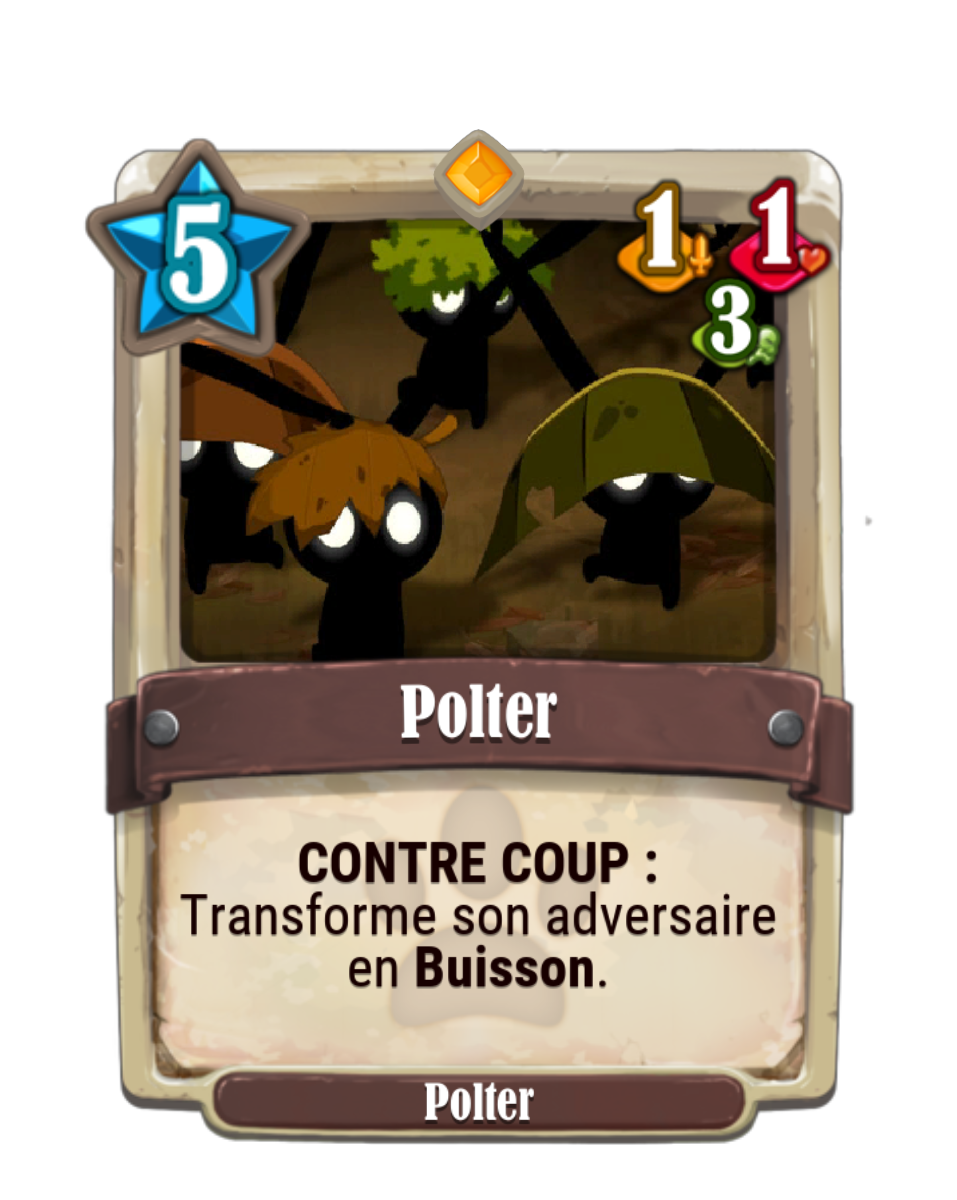 5
1
1
3
Polter
CONTRE COUP :
Transforme son adversaire
en Buisson.
Polter